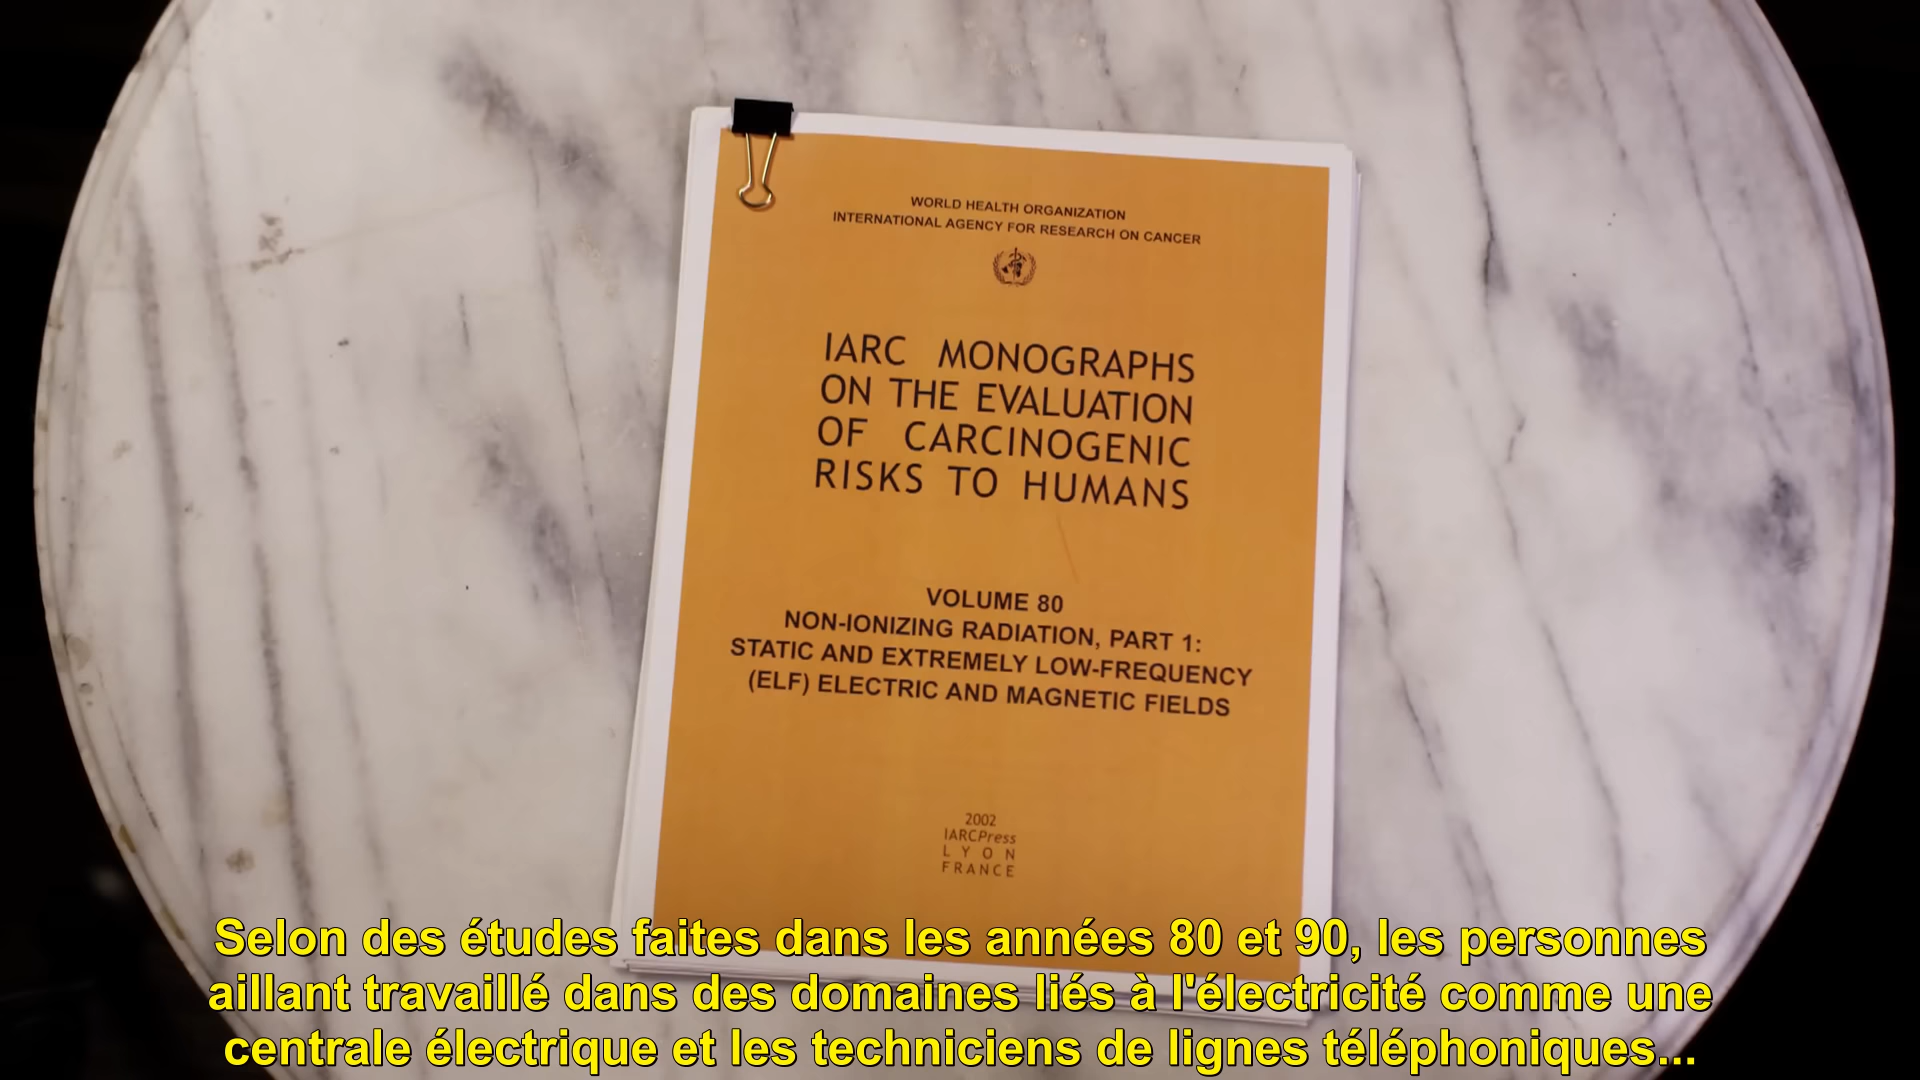 WORLD HEALTH ORGANIZATION
INTERNATIONAL AGENCY FOR RESEARCH ON CANCER
IARC MONOGRAPHS
ON THE EVALUATION
OF CARCINOGENIC
RISKS TO HUMANS
VOLUME 80
NON-IONIZING RADIATION, PART 1:
STATIC AND EXTREMELY LOW-FREQUENCY
(ELF) ELECTRIC AND MAGNETIC FIELDS
2002
IARCPress
LYON
FRANCE
Selon des études faites dans les années 80 et 90, les personnes
aillant travaillé dans des domaines liés à l'électricité comme une
centrale électrique et les techniciens de lignes téléphoniques...